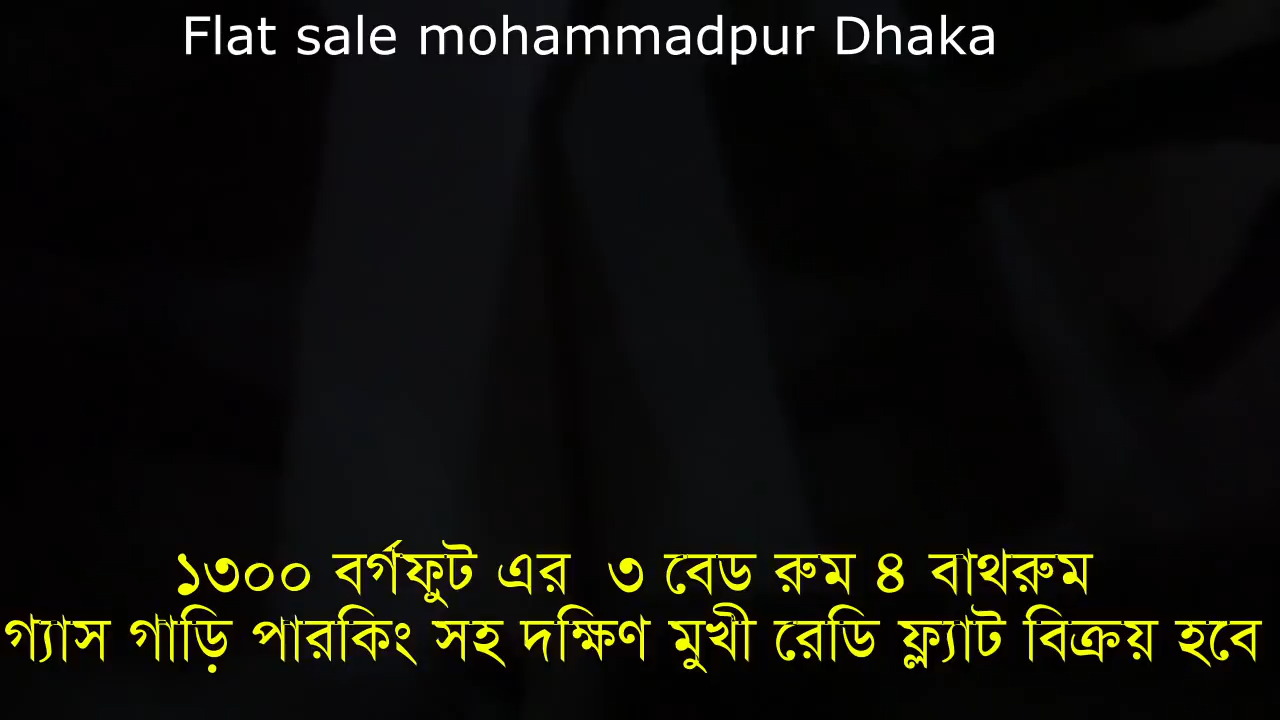 Flat sale mohammadpur Dhaka
১৩০০ বর্গফুট এর ৩ বেড রুম ৪ বাথরুম
গ্যাস গাড়ি পারকিং সহ দক্ষিণ মুখী রেডি ফ্ল্যাট বিক্রয় হবে